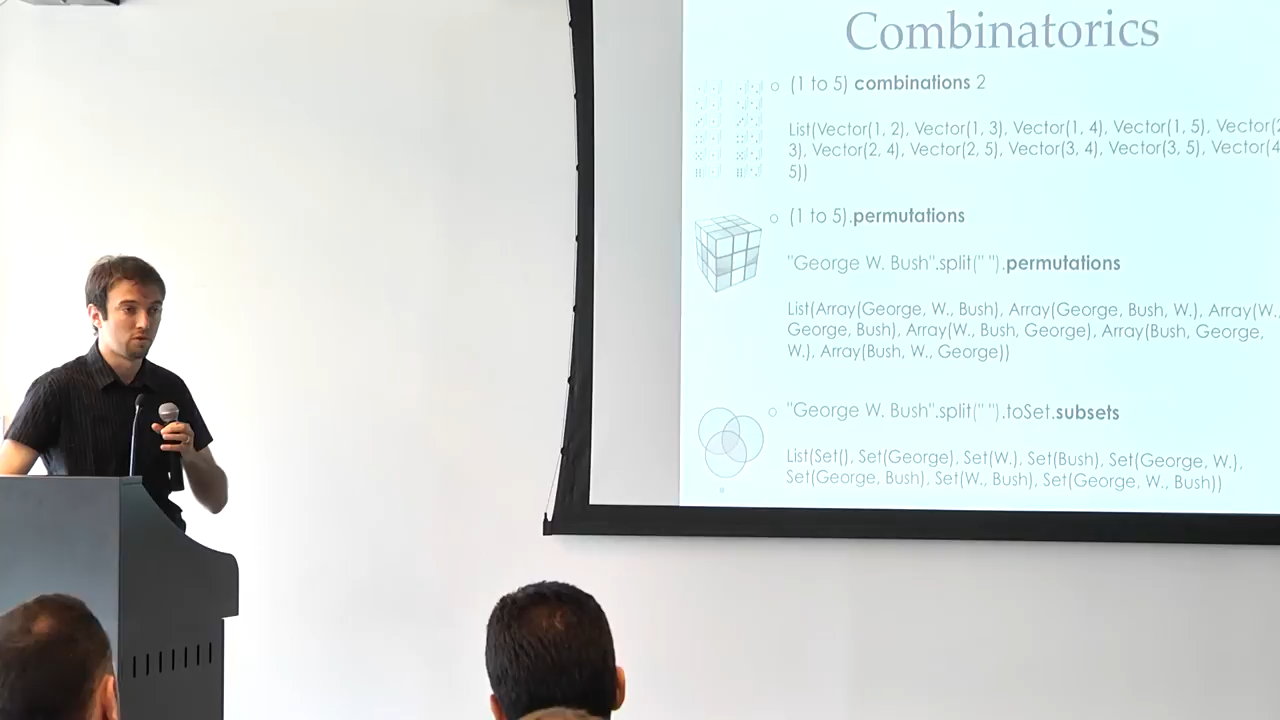 Combinatorics
(1 to 5) combinations 2
List(Vector(1, 2), Vector(1, 3), Vector(1, 4), Vector(1, 5), Vector(2
3), Vector(2, 4), Vector(2, 5), Vector(3, 4), Vector(3, 5), Vector(4
5))
(1 to 5).permutations
"George W. Bush".split(" ").permutations
List(Array(George, W., Bush), Array(George, Bush, W.), Array(W.,
George, Bush), Array(W., Bush, George), Array(Bush, George,
W.), Array(Bush, W., George))
"George W. Bush".split(" ").toSet.subsets
List(Set(), Set(George), Set(W.), Set(Bush), Set(George, W.),
Set(George, Bush), Set(W., Bush), Set(George, W., Bush))